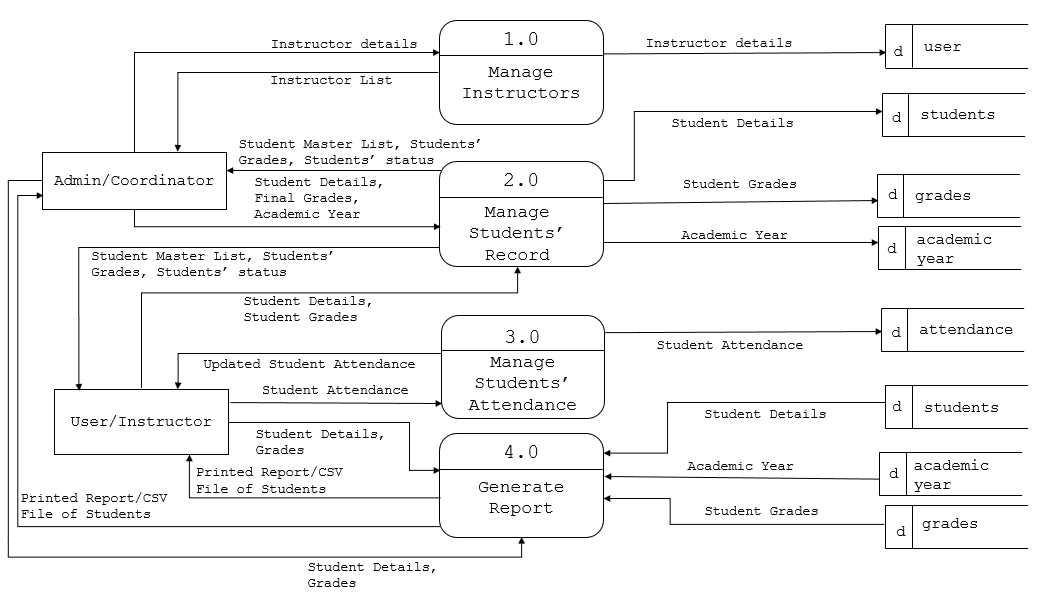 1.0
Manage
Instructors
Instructor details
Instructor List
Instructor details
d
user
Student Details
d
students
Student Master List, Students’
Grades, Students’ status
Admin/Coordinator
Student Details,
Final Grades,
Academic Year
2.0
Manage
Students’
Record
Student Grades
d
grades
Academic Year
d
academic
year
Student Master List, Students’
Grades, Students’ status
Student Details,
Student Grades
3.0
Manage
Students’
Attendance
Student Attendance
d
attendance
Updated Student Attendance
Student Attendance
User/Instructor
Student Details,
Grades
Printed Report/CSV
File of Students
Printed Report/CSV
File of Students
4.0
Generate
Report
Student Details
d
students
Academic Year
d
academic
year
Student Grades
d
grades
Student Details,
Grades